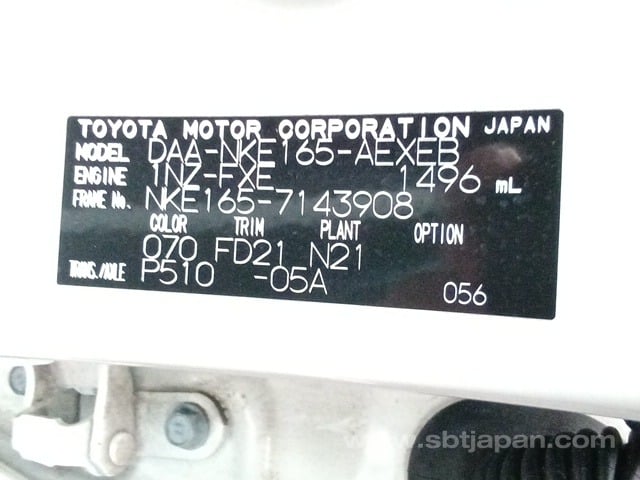 TOYOTA MOTOR CORPORATION JAPAN
MODEL DAA-NKE165-AEXEB
ENGINE 1NZ-FXE 1496 mL
FRAME No. NKE165-7143908
COLOR TRIM PLANT OPTION
070 FD21 N21
TRANS./AXLE P510 -05A 056
www.sbtjapan.com